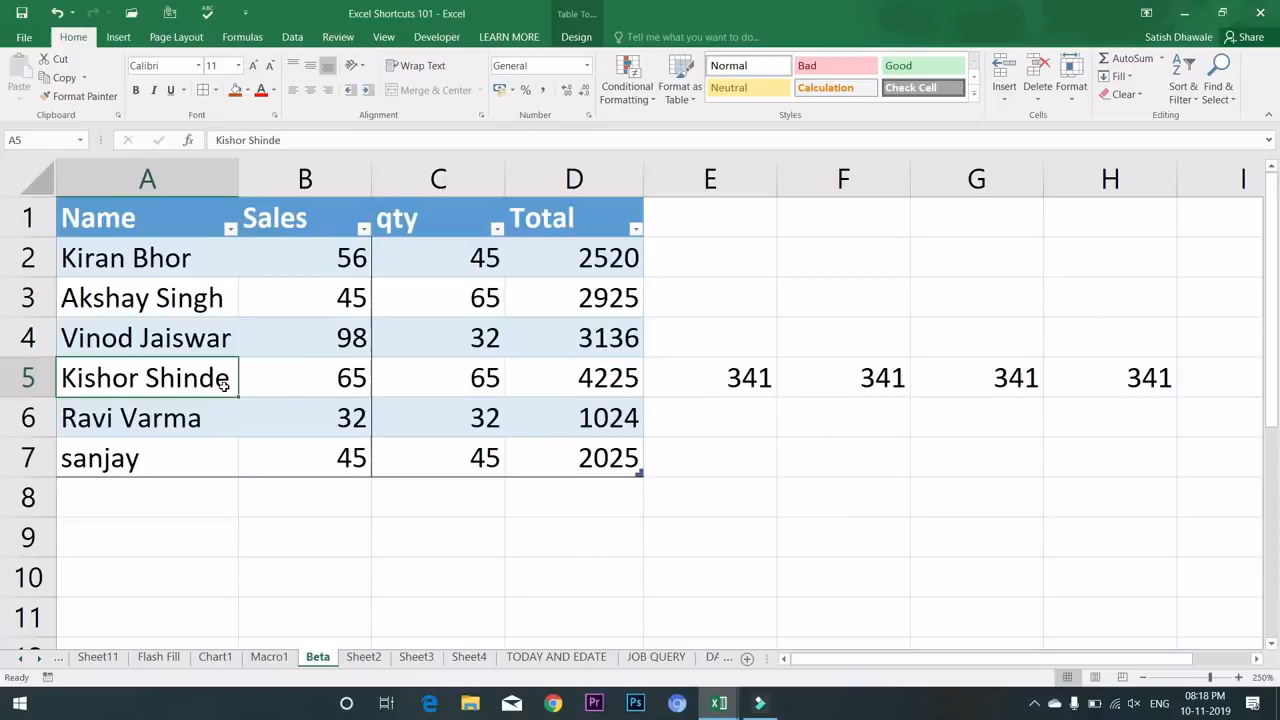 Excel Shortcuts 101 - Excel
Table To...
File Home Insert Page Layout Formulas Data Review View Developer LEARN MORE Design Tell me what you want to do... Satish Dhawale Share
Paste
Cut
Copy
Format Painter
Clipboard
Calibri 11
B I U
Font
Wrap Text
Merge & Center
Alignment
General
Number
Conditional Formatting
Format as Table
Normal Bad Good
Neutral Calculation Check Cell
Styles
Insert Delete Format
Cells
AutoSum
Fill
Clear
Sort & Filter
Find & Select
Editing
A5 fx Kishor Shinde
A B C D E F G H I
1 Name Sales qty Total
2 Kiran Bhor 56 45 2520
3 Akshay Singh 45 65 2925
4 Vinod Jaiswar 98 32 3136
5 Kishor Shinde 65 65 4225 341 341 341 341
6 Ravi Varma 32 32 1024
7 sanjay 45 45 2025
8
9
10
11
... Sheet11 Flash Fill Chart1 Macro1 Beta Sheet2 Sheet3 Sheet4 TODAY AND EDATE JOB QUERY DA ...
Ready 250%
Pr Ps ENG 08:18 PM
10-11-2019